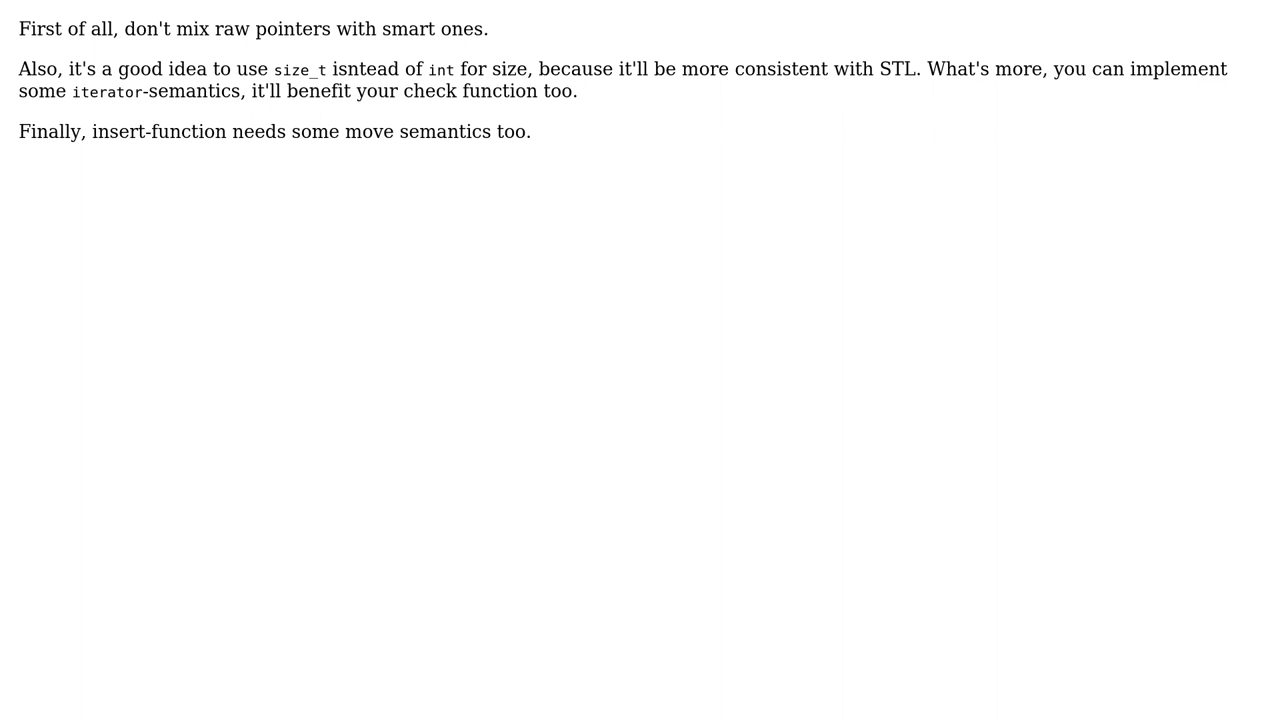 First of all, don't mix raw pointers with smart ones.
Also, it's a good idea to use size_t isntead of int for size, because it'll be more consistent with STL. What's more, you can implement
some iterator-semantics, it'll benefit your check function too.
Finally, insert-function needs some move semantics too.